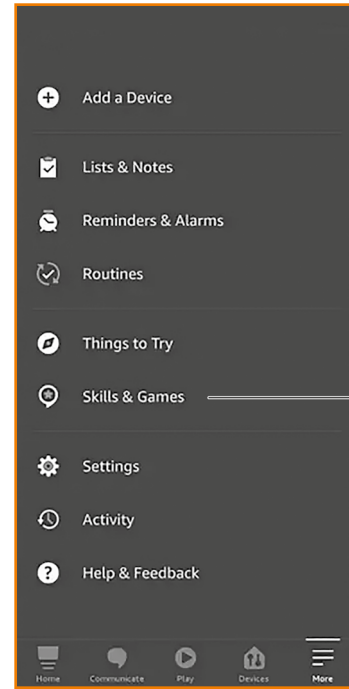 Add a Device
Lists & Notes
Reminders & Alarms
Routines
Things to Try
Skills & Games
Settings
Activity
? Help & Feedback
Home Communicate Play Devices More